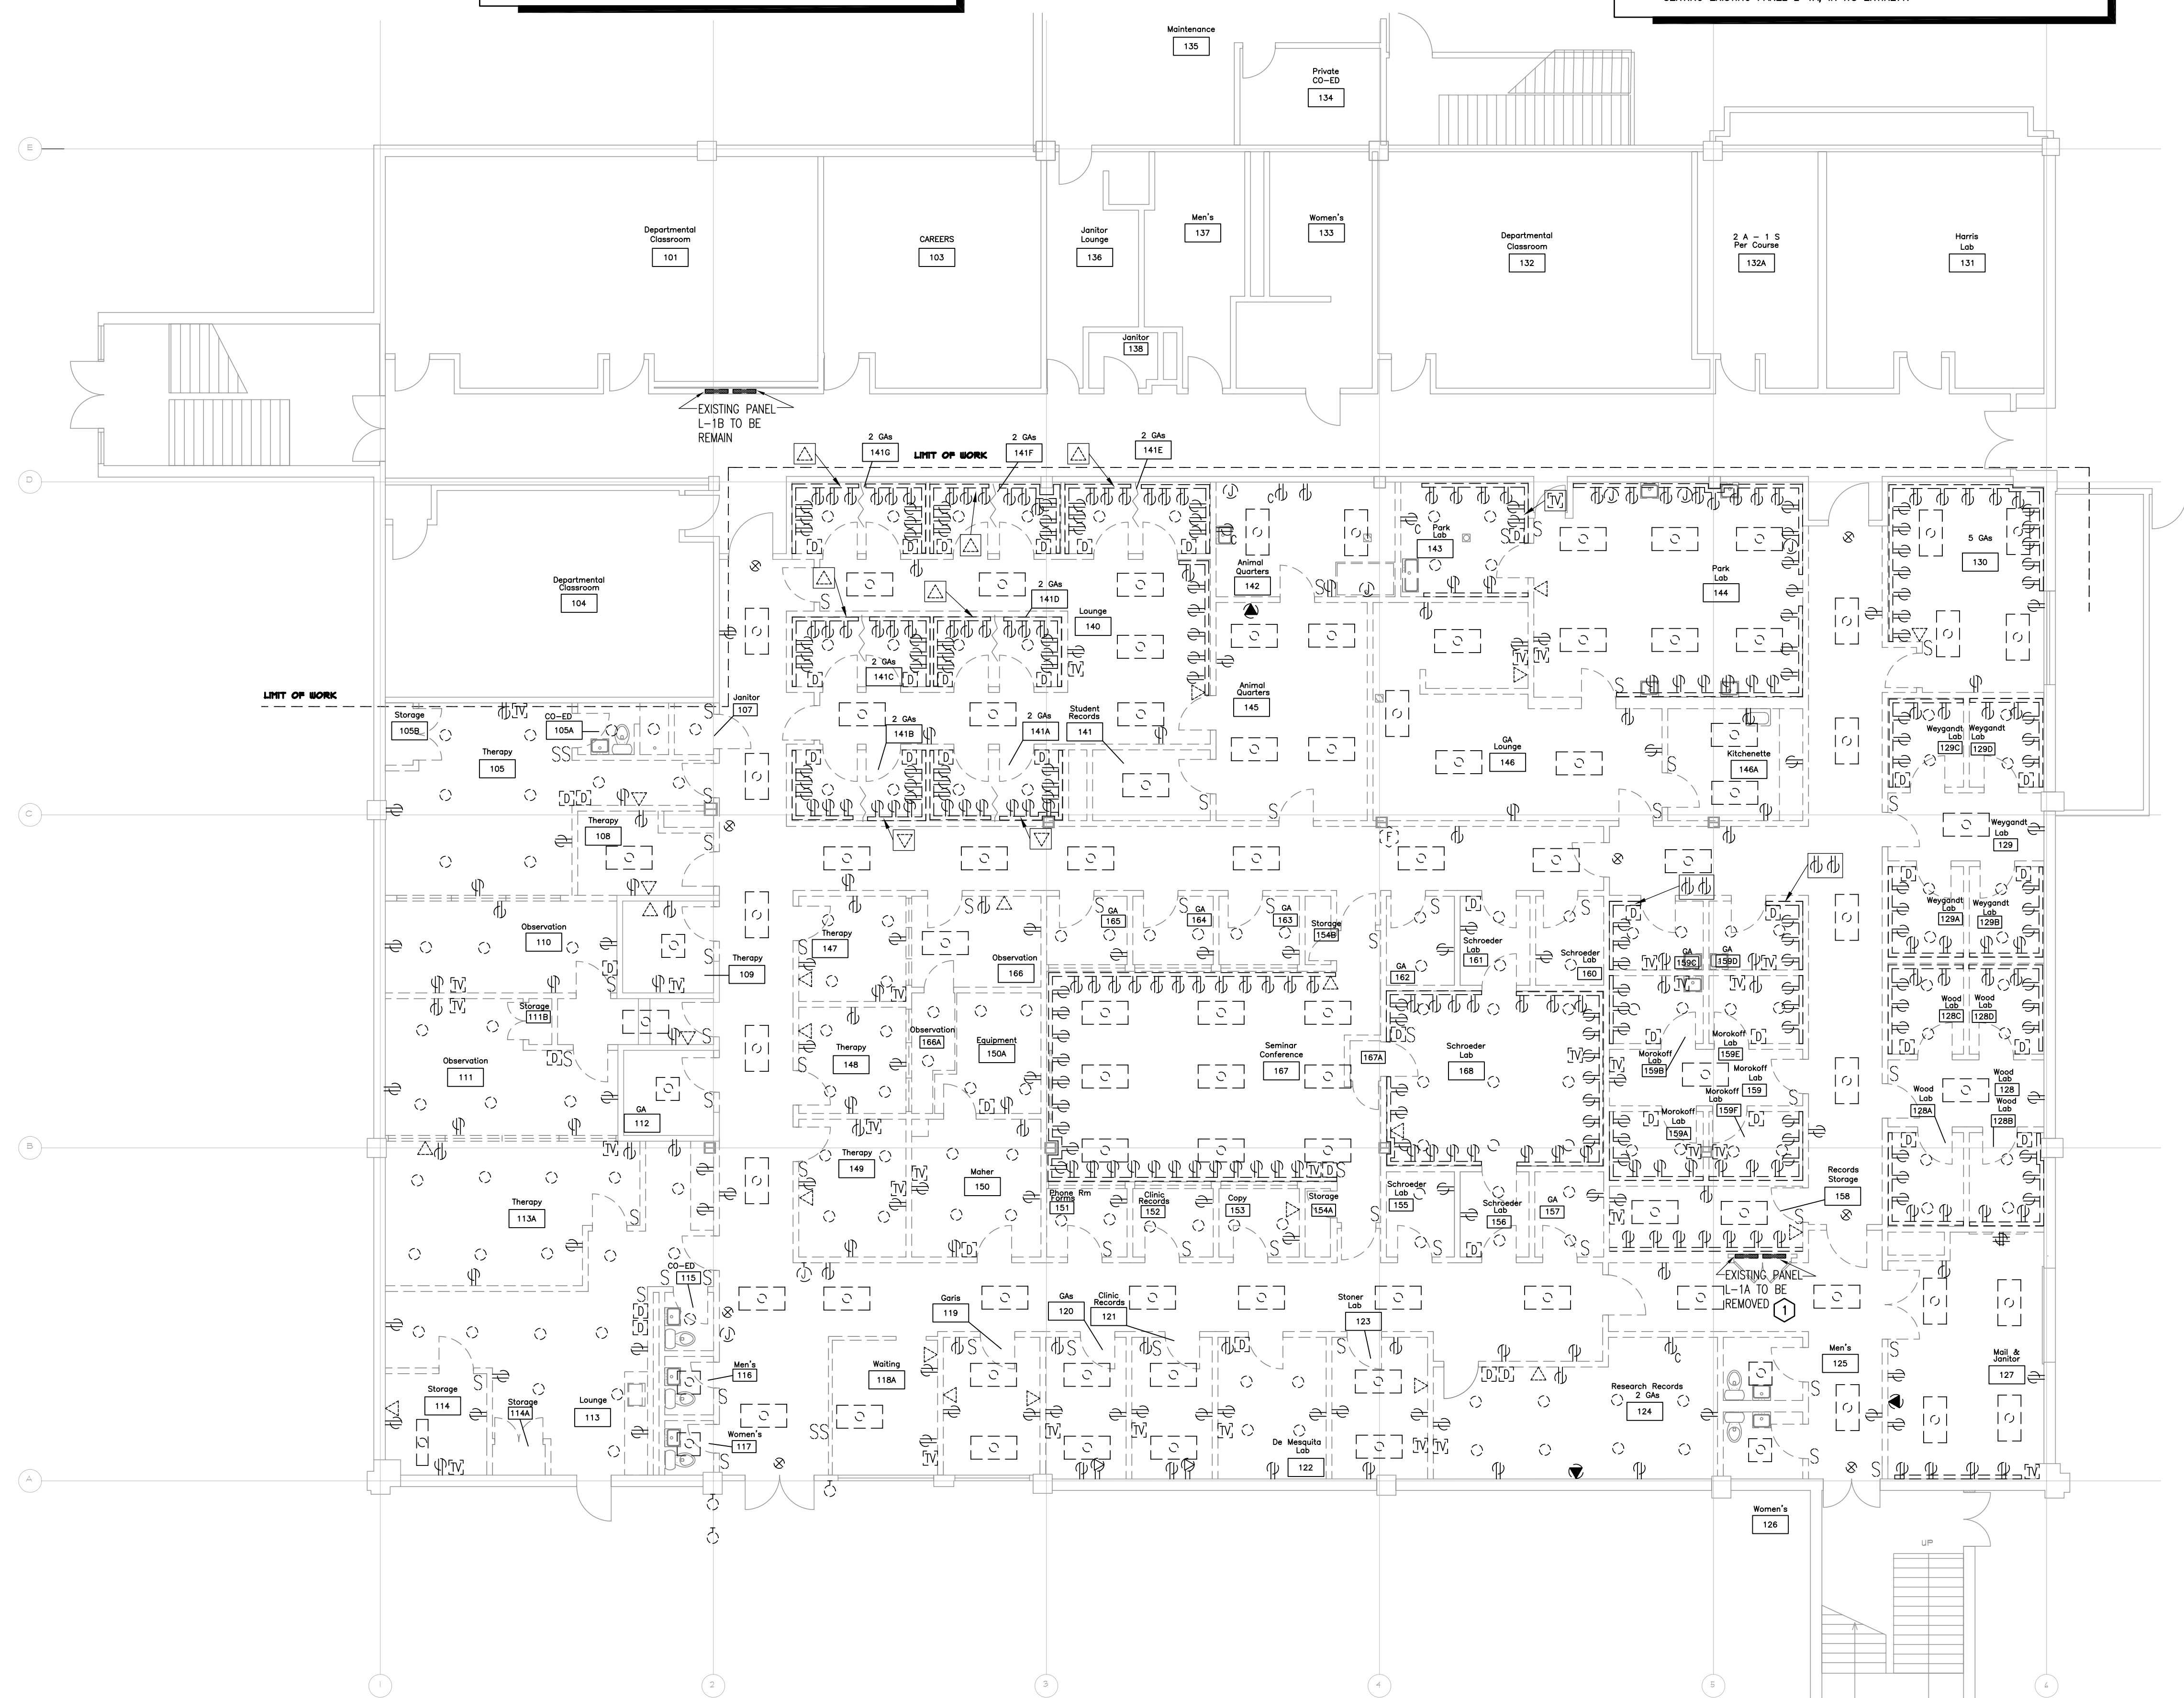 Maintenance
135
Private
CO-ED
134
E
Departmental
Classroom
101
CAREERS
103
Janitor
Lounge
136
Men's
137
Women's
133
Departmental
Classroom
132
2 A - 1 S
Per Course
132A
Harris
Lab
131
Janitor
138
EXISTING PANEL
L-1B TO BE
REMAIN
LIMIT OF WORK
2 GAs
141G
2 GAs
141F
2 GAs
141E
D
Departmental
Classroom
104
Animal
Quarters
142
Park
Lab
143
Park
Lab
144
5 GAs
130
2 GAs
141D
Lounge
140
2 GAs
141C
LIMIT OF WORK
Storage
105B
CO-ED
105A
Janitor
107
Therapy
105
2 GAs
141B
2 GAs
141A
Student
Records
141
Animal
Quarters
145
GA
Lounge
146
Kitchenette
146A
Weygandt
Lab
129C
Weygandt
Lab
129D
C
Therapy
108
Weygandt
Lab
129
Observation
110
Therapy
109
Therapy
147
Observation
166
GA
165
GA
164
GA
163
Storage
154B
GA
162
Schroeder
Lab
161
Schroeder
Lab
160
GA
159C
GA
159D
Weygandt
Lab
129A
Weygandt
Lab
129B
Storage
111B
Observation
111
GA
112
Therapy
148
Observation
166A
Equipment
150A
Seminar
Conference
167
167A
Schroeder
Lab
168
Morokoff
Lab
159B
Morokoff
Lab
159E
Morokoff
Lab
159
Wood
Lab
128C
Wood
Lab
128D
Wood
Lab
128
Wood
Lab
128A
Wood
Lab
128B
B
Therapy
113A
Therapy
149
Maher
150
Phone Rm
Forms
151
Clinic
Records
152
Copy
153
Storage
154A
Schroeder
Lab
155
Schroeder
Lab
156
GA
157
Morokoff
Lab
159A
Morokoff
Lab
159F
Records
Storage
158
CO-ED
115
EXISTING PANEL
L-1A TO BE
REMOVED
1
Garis
119
GAs
120
Clinic
Records
121
Stoner
Lab
123
Storage
114
Storage
114A
Lounge
113
Men's
116
Women's
117
Waiting
118A
De Mesquita
Lab
122
Research Records
2 GAs
124
Men's
125
Mail &
Janitor
127
A
Women's
126
UP
1
2
3
4
5
6